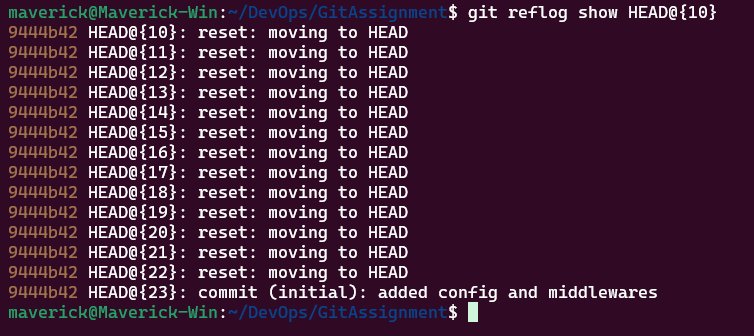 maverick@Maverick-Win:~/DevOps/GitAssignment$ git reflog show HEAD@{10}
9444b42 HEAD@{10}: reset: moving to HEAD
9444b42 HEAD@{11}: reset: moving to HEAD
9444b42 HEAD@{12}: reset: moving to HEAD
9444b42 HEAD@{13}: reset: moving to HEAD
9444b42 HEAD@{14}: reset: moving to HEAD
9444b42 HEAD@{15}: reset: moving to HEAD
9444b42 HEAD@{16}: reset: moving to HEAD
9444b42 HEAD@{17}: reset: moving to HEAD
9444b42 HEAD@{18}: reset: moving to HEAD
9444b42 HEAD@{19}: reset: moving to HEAD
9444b42 HEAD@{20}: reset: moving to HEAD
9444b42 HEAD@{21}: reset: moving to HEAD
9444b42 HEAD@{22}: reset: moving to HEAD
9444b42 HEAD@{23}: commit (initial): added config and middlewares
maverick@Maverick-Win:~/DevOps/GitAssignment$